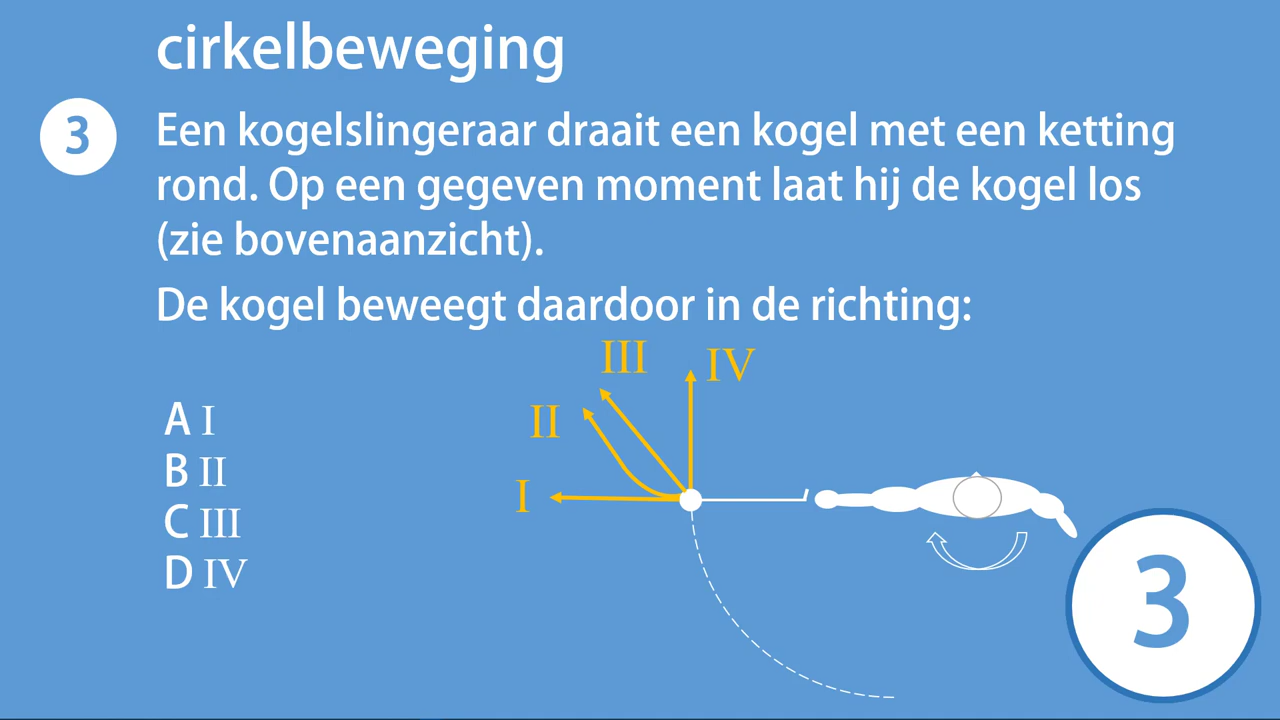 cirkelbeweging
3
Een kogelslingeraar draait een kogel met een ketting
rond. Op een gegeven moment laat hij de kogel los
(zie bovenaanzicht).
De kogel beweegt daardoor in de richting:
III
IV
II
I
A I
B II
C III
D IV
3